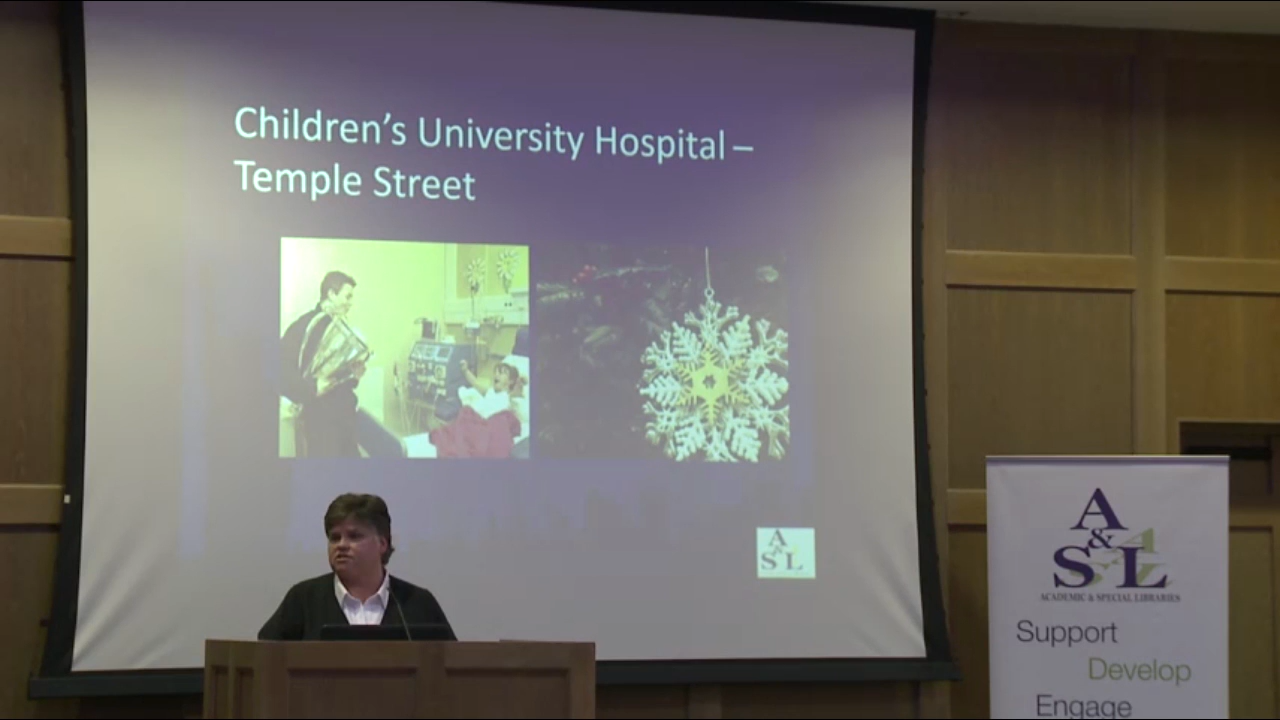 Children's University Hospital –
Temple Street
A
&
S L
A
&
S L
ACADEMIC & SPECIAL LIBRARIES
Support
Develop
Engage